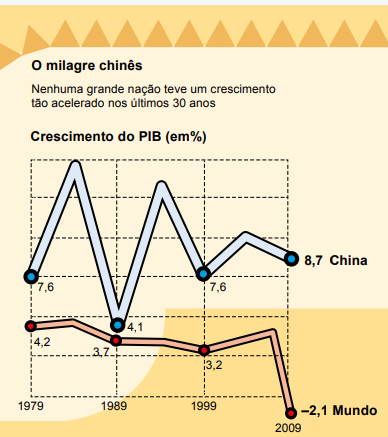 O milagre chinês
Nenhuma grande nação teve um crescimento
tão acelerado nos últimos 30 anos
Crescimento do PIB (em%)
8,7 China
7,6
7,6
4,1
4,2
3,7
3,2
1979
1989
1999
–2,1 Mundo
2009